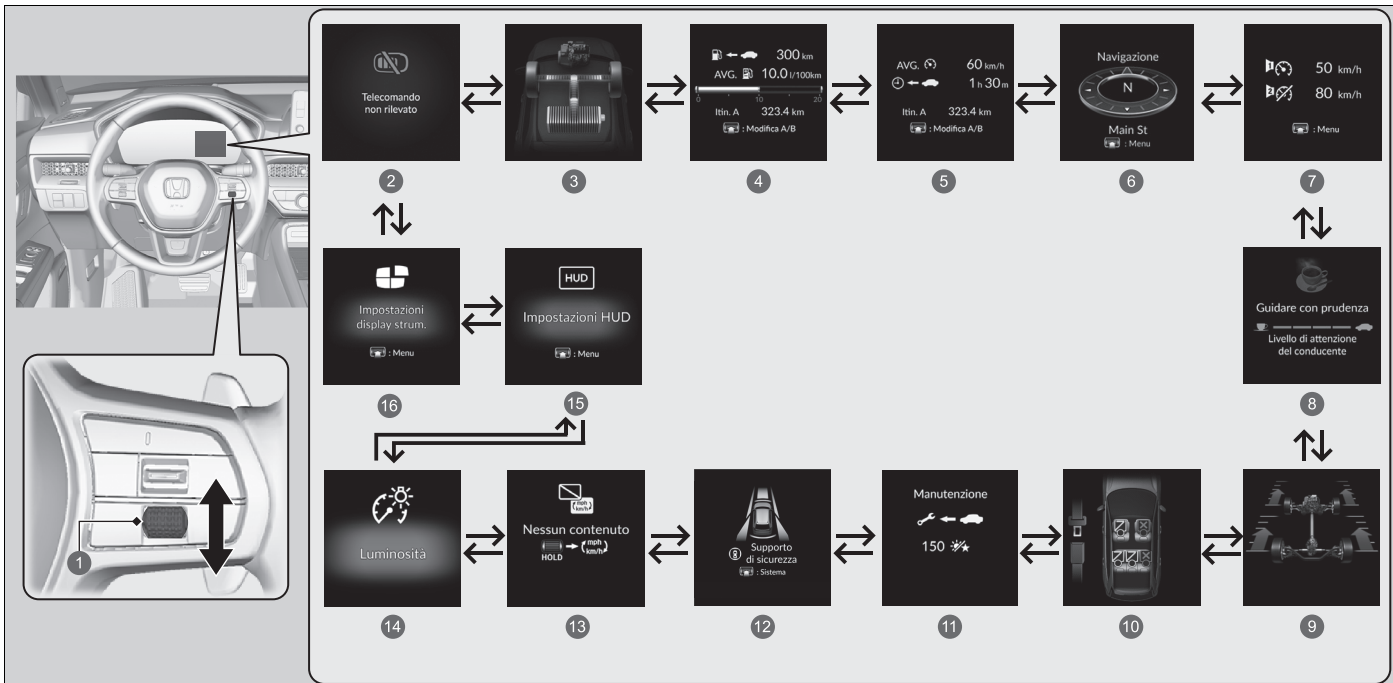 Telecomando
non rilevato
300 km
AVG. 10.0 l/100km
0 10 20
Itin. A 323.4 km
: Modifica A/B
AVG. 60 km/h
1 h 30 m
Itin. A 323.4 km
: Modifica A/B
Navigazione
N
Main St
: Menu
50 km/h
80 km/h
: Menu
2
3
4
5
6
7
Impostazioni
display strum.
: Menu
HUD
Impostazioni HUD
: Menu
Guidare con prudenza
Livello di attenzione
del conducente
16
15
8
1
Luminosità
mph
km/h
Nessun contenuto
HOLD
mph
km/h
Supporto
di sicurezza
: Sistema
Manutenzione
150
14
13
12
11
10
9